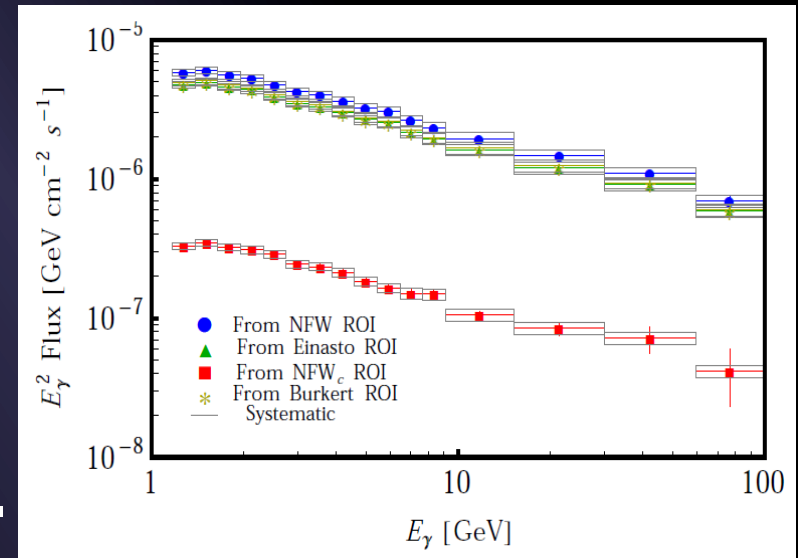 10^-5
10^-6
10^-7
10^-8
E_γ^2 Flux [GeV cm^-2 s^-1]
From NFW ROI
From Einasto ROI
From NFW_c ROI
From Burkert ROI
Systematic
1 10 100
E_γ [GeV]